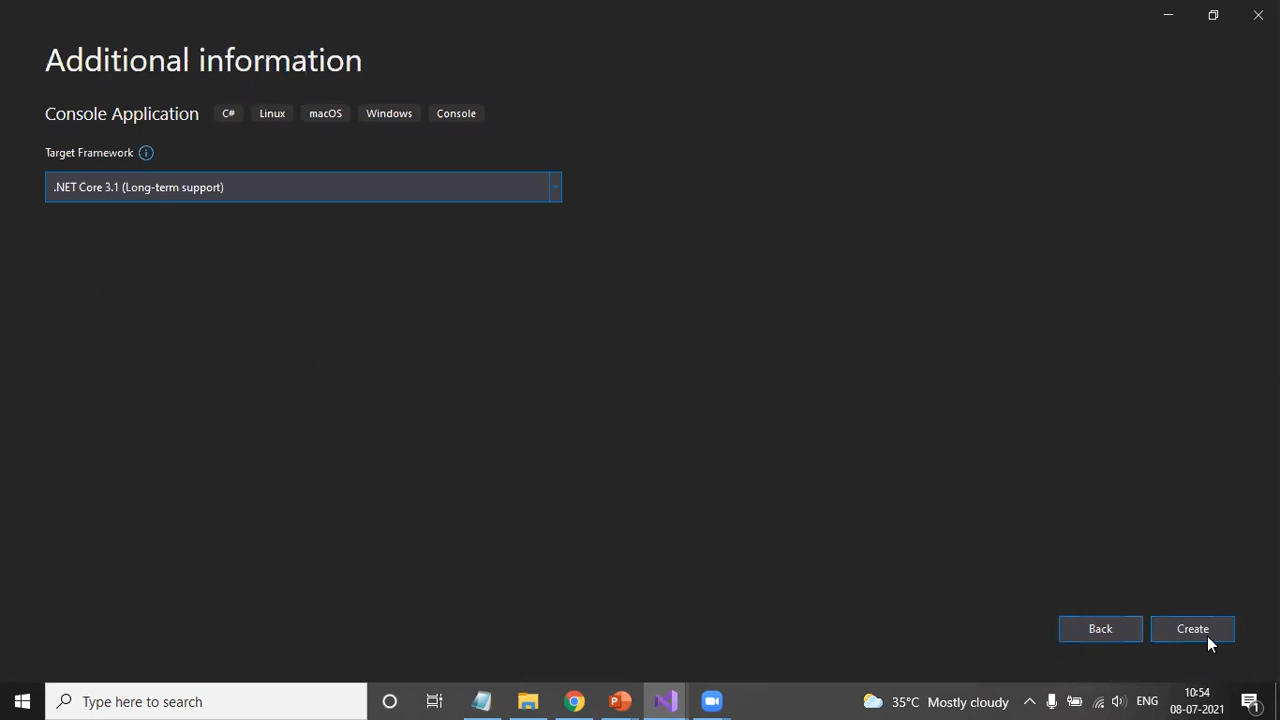 Additional information
Console Application C# Linux macOS Windows Console
Target Framework
.NET Core 3.1 (Long-term support)
Back Create
Type here to search
35°C Mostly cloudy
ENG
10:54
08-07-2021
1